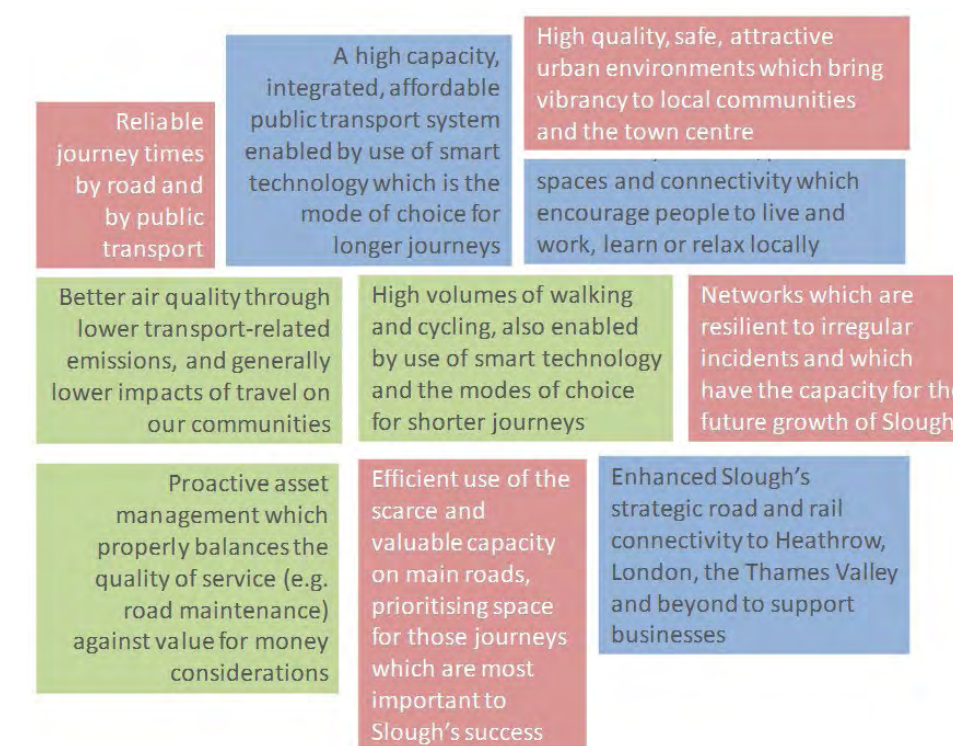 Reliable
journey times
by road and
by public
transport
A high capacity,
integrated, affordable
public transport system
enabled by use of smart
technology which is the
mode of choice for
longer journeys
High quality, safe, attractive
urban environments which bring
vibrancy to local communities
and the town centre
spaces and connectivity which
encourage people to live and
work, learn or relax locally
Better air quality through
lower transport-related
emissions, and generally
lower impacts of travel on
our communities
High volumes of walking
and cycling, also enabled
by use of smart technology
and the modes of choice
for shorter journeys
Networks which are
resilient to irregular
incidents and which
have the capacity for the
future growth of Slough
Proactive asset
management which
properly balances the
quality of service (e.g.
road maintenance)
against value for money
considerations
Efficient use of the
scarce and
valuable capacity
on main roads,
prioritising space
for those journeys
which are most
important to
Slough's success
Enhanced Slough's
strategic road and rail
connectivity to Heathrow,
London, the Thames Valley
and beyond to support
businesses